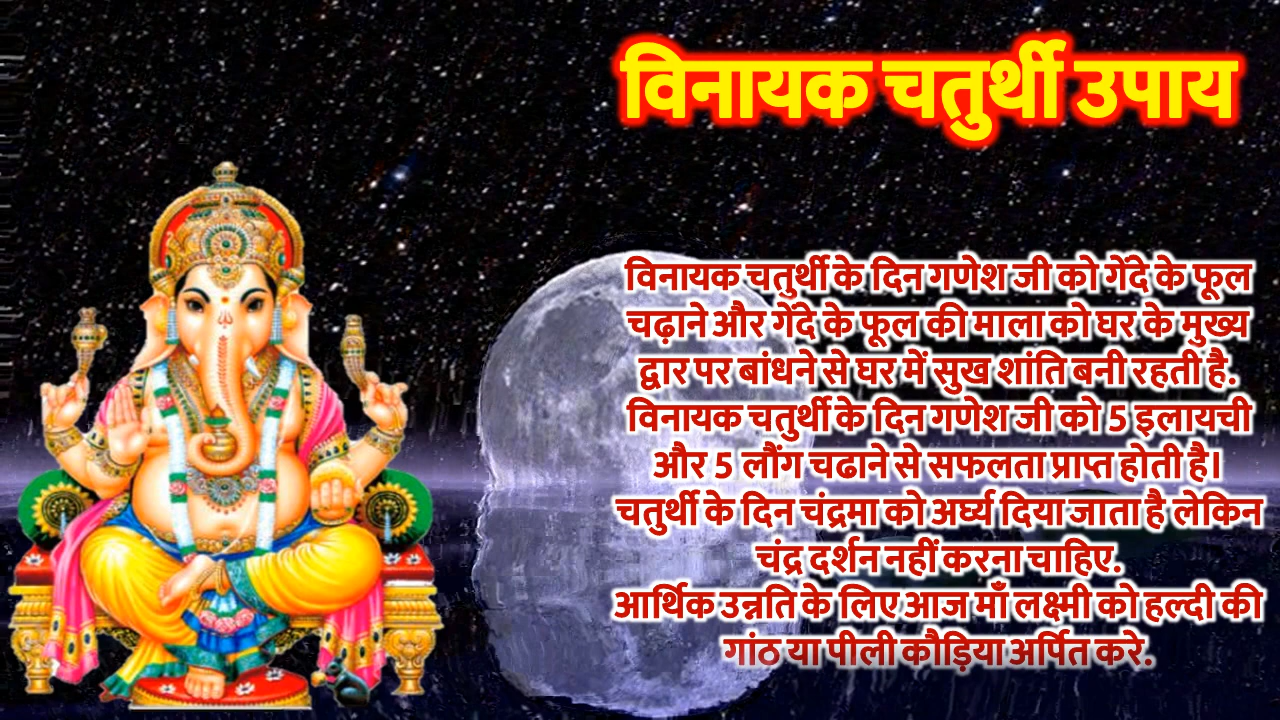 विनायक चतुर्थी उपाय
विनायक चतुर्थी के दिन गणेश जी को गेंदे के फूल
चढ़ाने और गेंदे के फूल की माला को घर के मुख्य
द्वार पर बांधने से घर में सुख शांति बनी रहती है.
विनायक चतुर्थी के दिन गणेश जी को 5 इलायची
और 5 लौंग चढाने से सफलता प्राप्त होती है।
चतुर्थी के दिन चंद्रमा को अर्घ्य दिया जाता है लेकिन
चंद्र दर्शन नहीं करना चाहिए.
आर्थिक उन्नति के लिए आज माँ लक्ष्मी को हल्दी की
गांठ या पीली कौड़िया अर्पित करे.